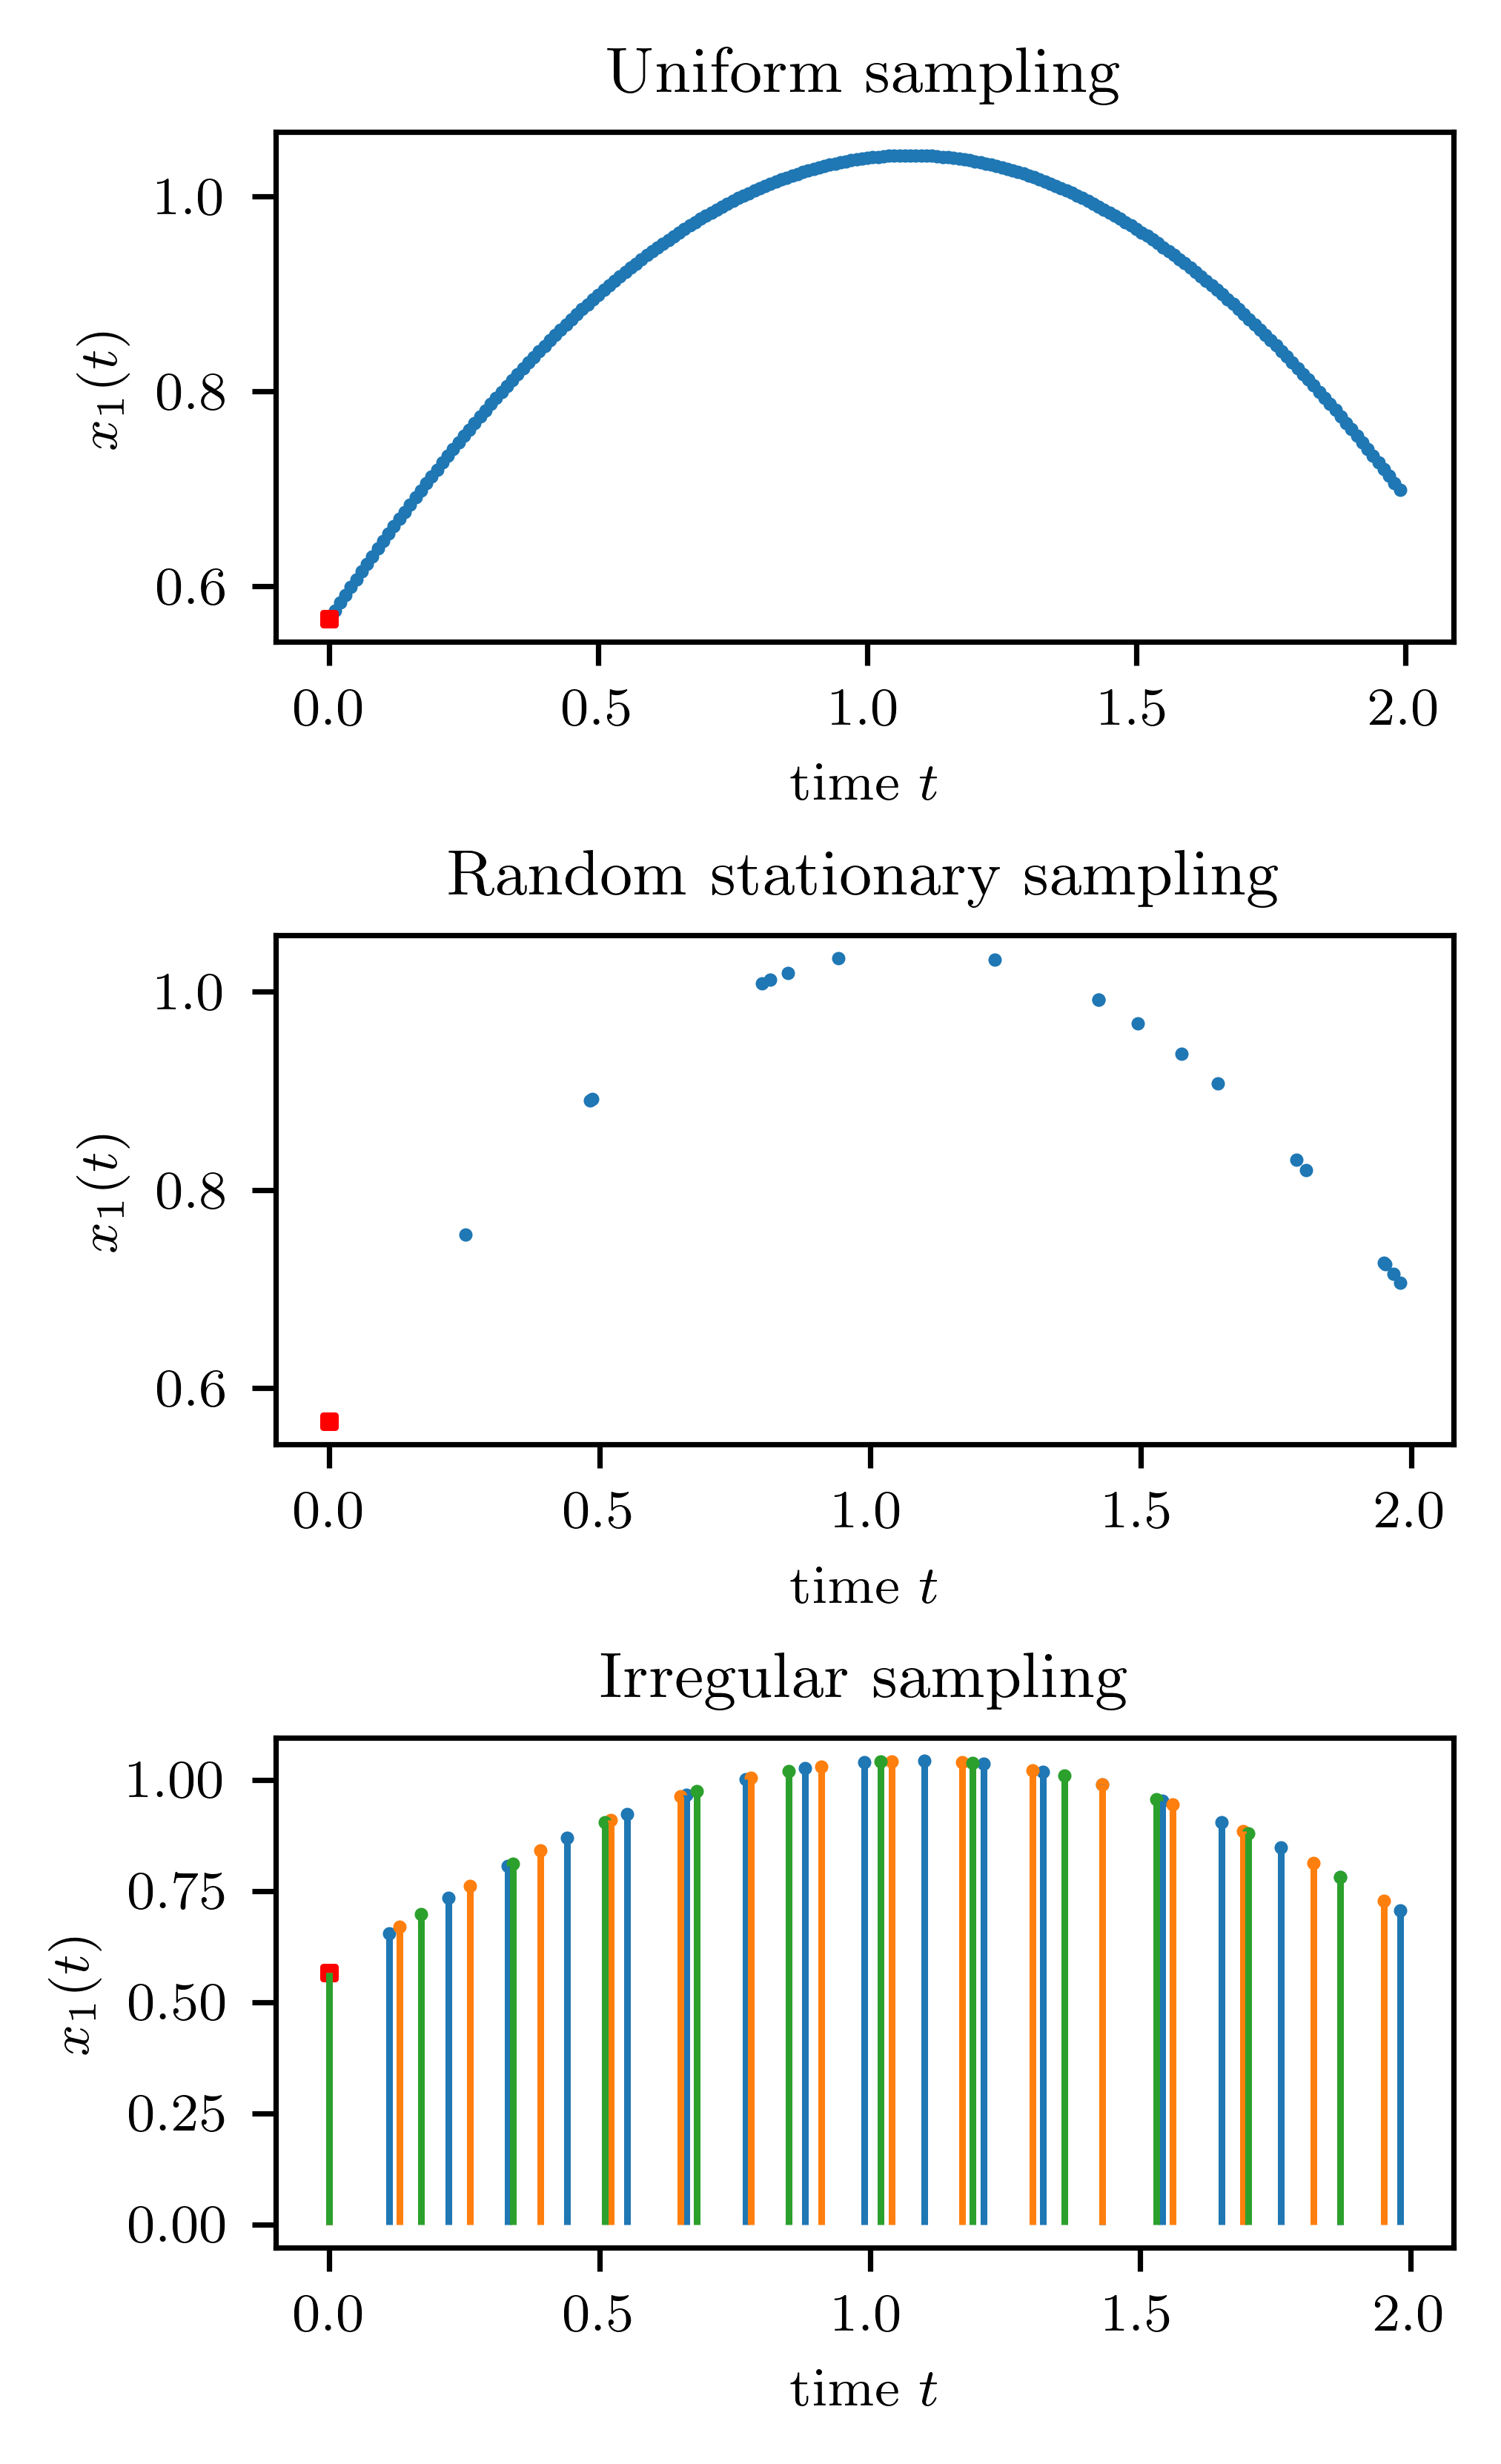 Uniform sampling
x₁(t)
1.0
0.8
0.6
0.0 0.5 1.0 1.5 2.0
time t
Random stationary sampling
x₁(t)
1.0
0.8
0.6
0.0 0.5 1.0 1.5 2.0
time t
Irregular sampling
x₁(t)
1.00
0.75
0.50
0.25
0.00
0.0 0.5 1.0 1.5 2.0
time t